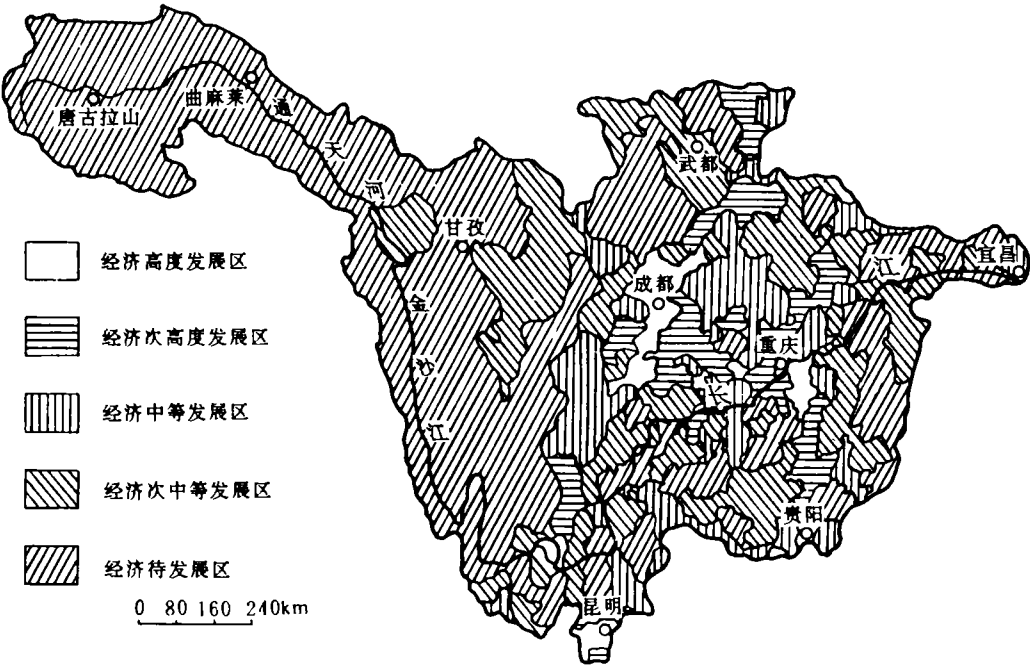 唐古拉山
曲麻莱
通天河
武都
甘孜
宜昌
江
成都
金沙江
重庆
长
贵阳
昆明
经济高度发展区
经济次高度发展区
经济中等发展区
经济次中等发展区
经济待发展区
0 80 160 240km